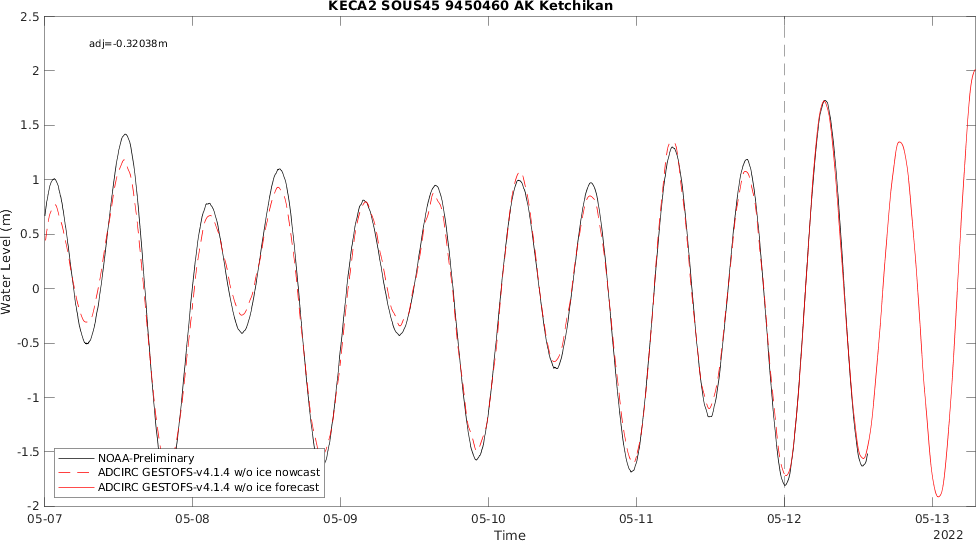 KECA2 SOUS45 9450460 AK Ketchikan
adj=-0.32038m
2.5
2
1.5
1
0.5
0
-0.5
-1
-1.5
-2
Water Level (m)
NOAA-Preliminary
ADCIRC GESTOFS-v4.1.4 w/o ice nowcast
ADCIRC GESTOFS-v4.1.4 w/o ice forecast
05-07 05-08 05-09 05-10 05-11 05-12 05-13
Time
2022